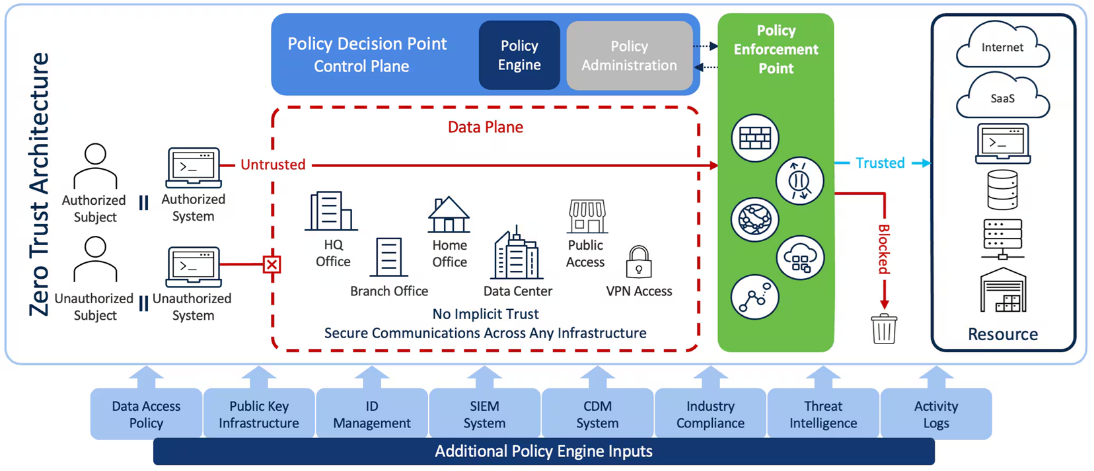 Zero Trust Architecture
Policy Decision Point
Control Plane
Policy
Engine
Policy
Administration
Policy
Enforcement
Point
Internet
SaaS
Data Plane
Authorized
Subject
Authorized
System
Untrusted
Trusted
HQ
Office
Branch Office
Home
Office
Data Center
Public
Access
VPN Access
Blocked
Unauthorized
Subject
Unauthorized
System
No Implicit Trust
Secure Communications Across Any Infrastructure
Resource
Data Access
Policy
Public Key
Infrastructure
ID
Management
SIEM
System
CDM
System
Industry
Compliance
Threat
Intelligence
Activity
Logs
Additional Policy Engine Inputs